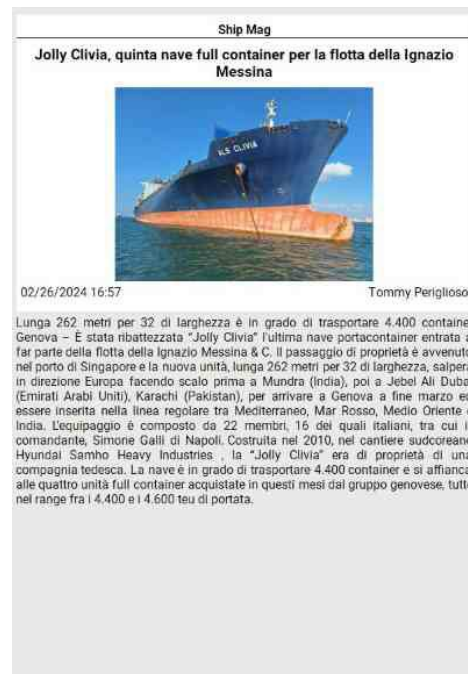 Ship Mag
Jolly Clivia, quinta nave full container per la flotta della Ignazio
Messina
ALS CLIVIA
02/26/2024 16:57 Tommy Periglioso
Lunga 262 metri per 32 di larghezza è in grado di trasportare 4.400 container
Genova – È stata ribattezzata “Jolly Clivia” l'ultima nave portacontainer entrata a
far parte della flotta della Ignazio Messina & C. Il passaggio di proprietà è avvenuto
nel porto di Singapore e la nuova unità, lunga 262 metri per 32 di larghezza, salperà
in direzione Europa facendo scalo prima a Mundra (India), poi a Jebel Ali Dubai
(Emirati Arabi Uniti), Karachi (Pakistan), per arrivare a Genova a fine marzo ed
essere inserita nella linea regolare tra Mediterraneo, Mar Rosso, Medio Oriente e
India. L'equipaggio è composto da 22 membri, 16 dei quali italiani, tra cui il
comandante, Simone Galli di Napoli. Costruita nel 2010, nel cantiere sudcoreano
Hyundai Samho Heavy Industries , la “Jolly Clivia” era di proprietà di una
compagnia tedesca. La nave è in grado di trasportare 4.400 container e si affianca
alle quattro unità full container acquistate in questi mesi dal gruppo genovese, tutte
nel range fra i 4.400 e i 4.600 teu di portata.